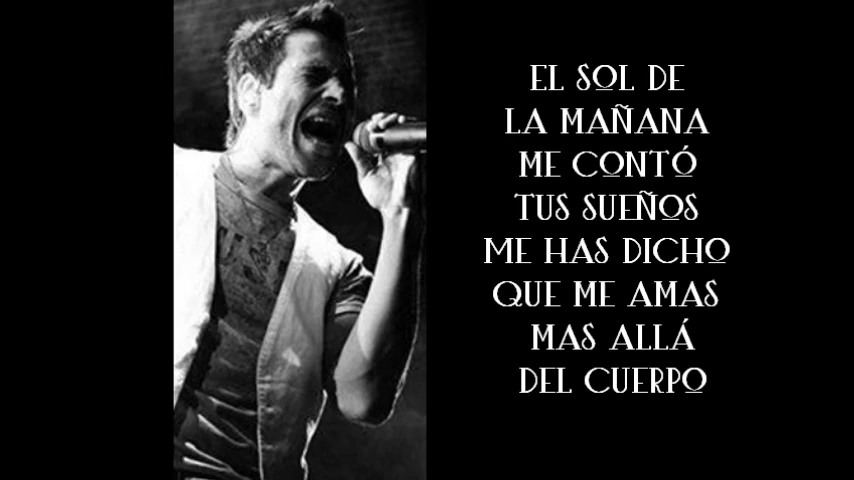 EL SOL DE
LA MAÑANA
ME CONTÓ
TUS SUEÑOS
ME HAS DICHO
QUE ME AMAS
MAS ALLÁ
DEL CUERPO